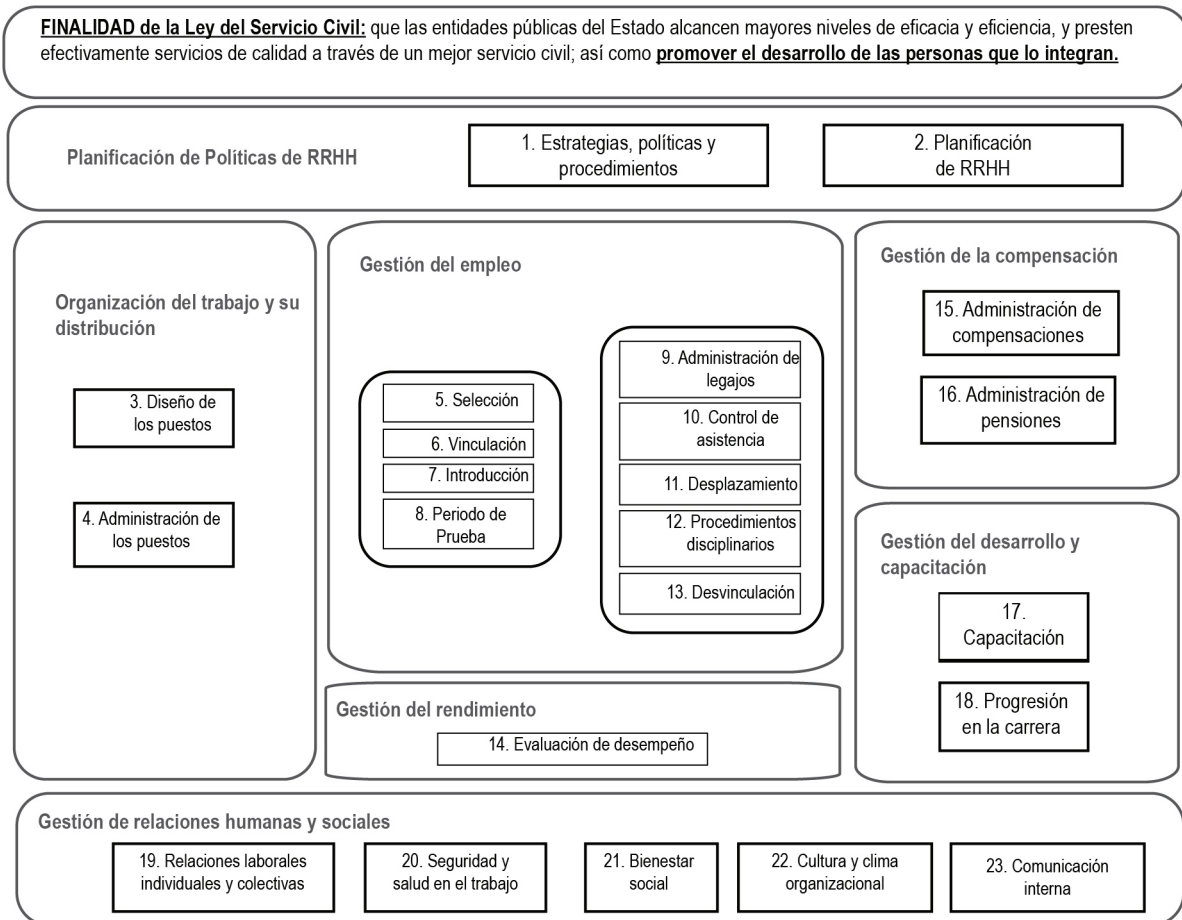 FINALIDAD de la Ley del Servicio Civil: que las entidades públicas del Estado alcancen mayores niveles de eficacia y eficiencia, y presten
efectivamente servicios de calidad a través de un mejor servicio civil; así como promover el desarrollo de las personas que lo integran.
Planificación de Políticas de RRHH
1. Estrategias, políticas y
procedimientos
2. Planificación
de RRHH
Organización del trabajo y su
distribución
3. Diseño de
los puestos
4. Administración de
los puestos
Gestión del empleo
5. Selección
6. Vinculación
7. Introducción
8. Periodo de
Prueba
9. Administración de
legajos
10. Control de
asistencia
11. Desplazamiento
12. Procedimientos
disciplinarios
13. Desvinculación
Gestión del rendimiento
14. Evaluación de desempeño
Gestión de la compensación
15. Administración de
compensaciones
16. Administración de
pensiones
Gestión del desarrollo y
capacitación
17.
Capacitación
18. Progresión
en la carrera
Gestión de relaciones humanas y sociales
19. Relaciones laborales
individuales y colectivas
20. Seguridad y
salud en el trabajo
21. Bienestar
social
22. Cultura y clima
organizacional
23. Comunicación
interna